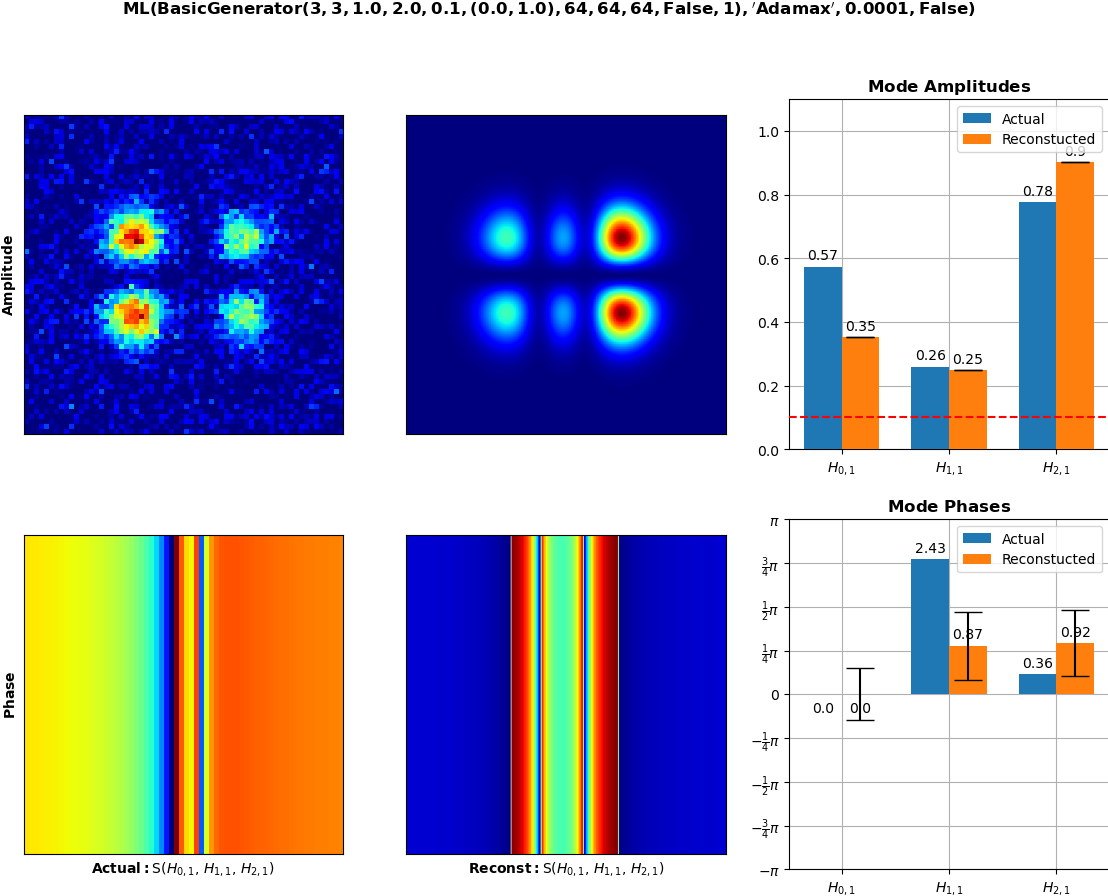 ML(BasicGenerator(3, 3, 1.0, 2.0, 0.1, (0.0, 1.0), 64, 64, 64, False, 1), ′Adamax′, 0.0001, False)
Amplitude
Mode Amplitudes
Actual
Reconstucted
1.0
0.8
0.6
0.4
0.2
0.0
0.57
0.35
0.26
0.25
0.78
0.9
H0,1
H1,1
H2,1
Phase
Actual: S(H0,1, H1,1, H2,1)
Reconst: S(H0,1, H1,1, H2,1)
Mode Phases
Actual
Reconstucted
π
3/4π
1/2π
1/4π
0
−1/4π
−1/2π
−3/4π
−π
0.0
0.0
2.43
0.87
0.36
0.92
H0,1
H1,1
H2,1